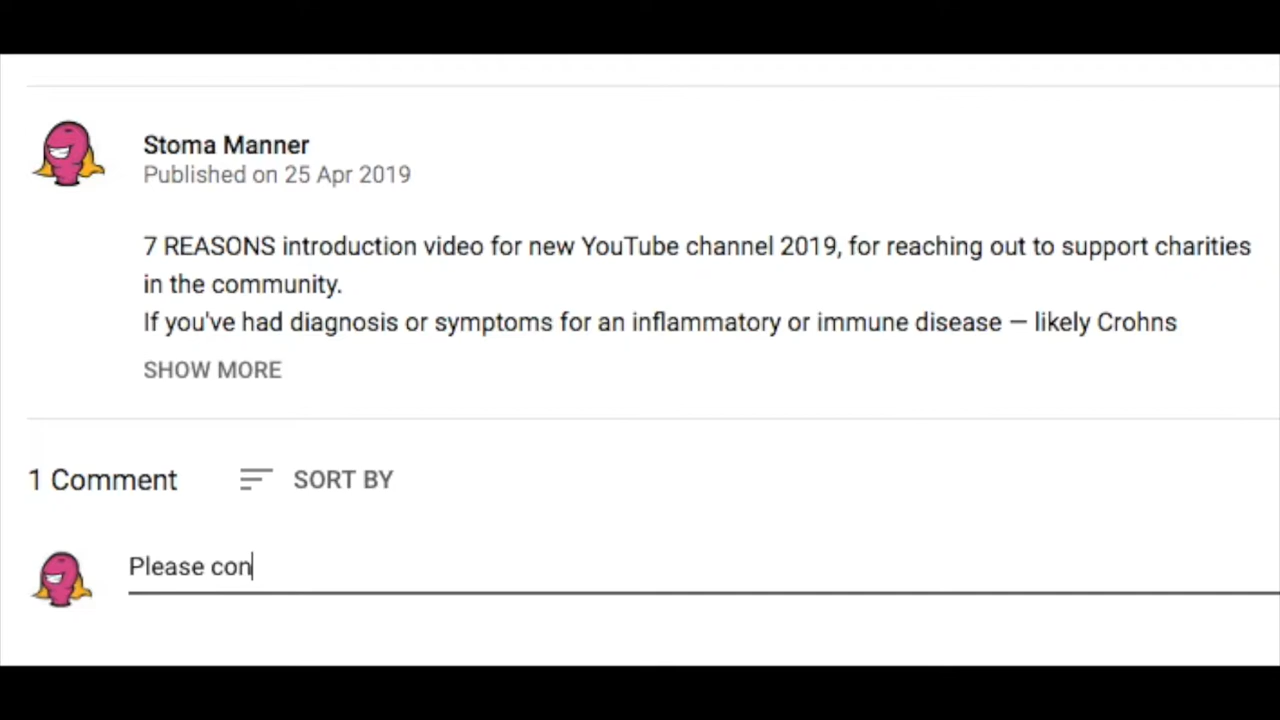 Stoma Manner
Published on 25 Apr 2019
7 REASONS introduction video for new YouTube channel 2019, for reaching out to support charities
in the community.
If you've had diagnosis or symptoms for an inflammatory or immune disease — likely Crohns
SHOW MORE
1 Comment SORT BY
Please con